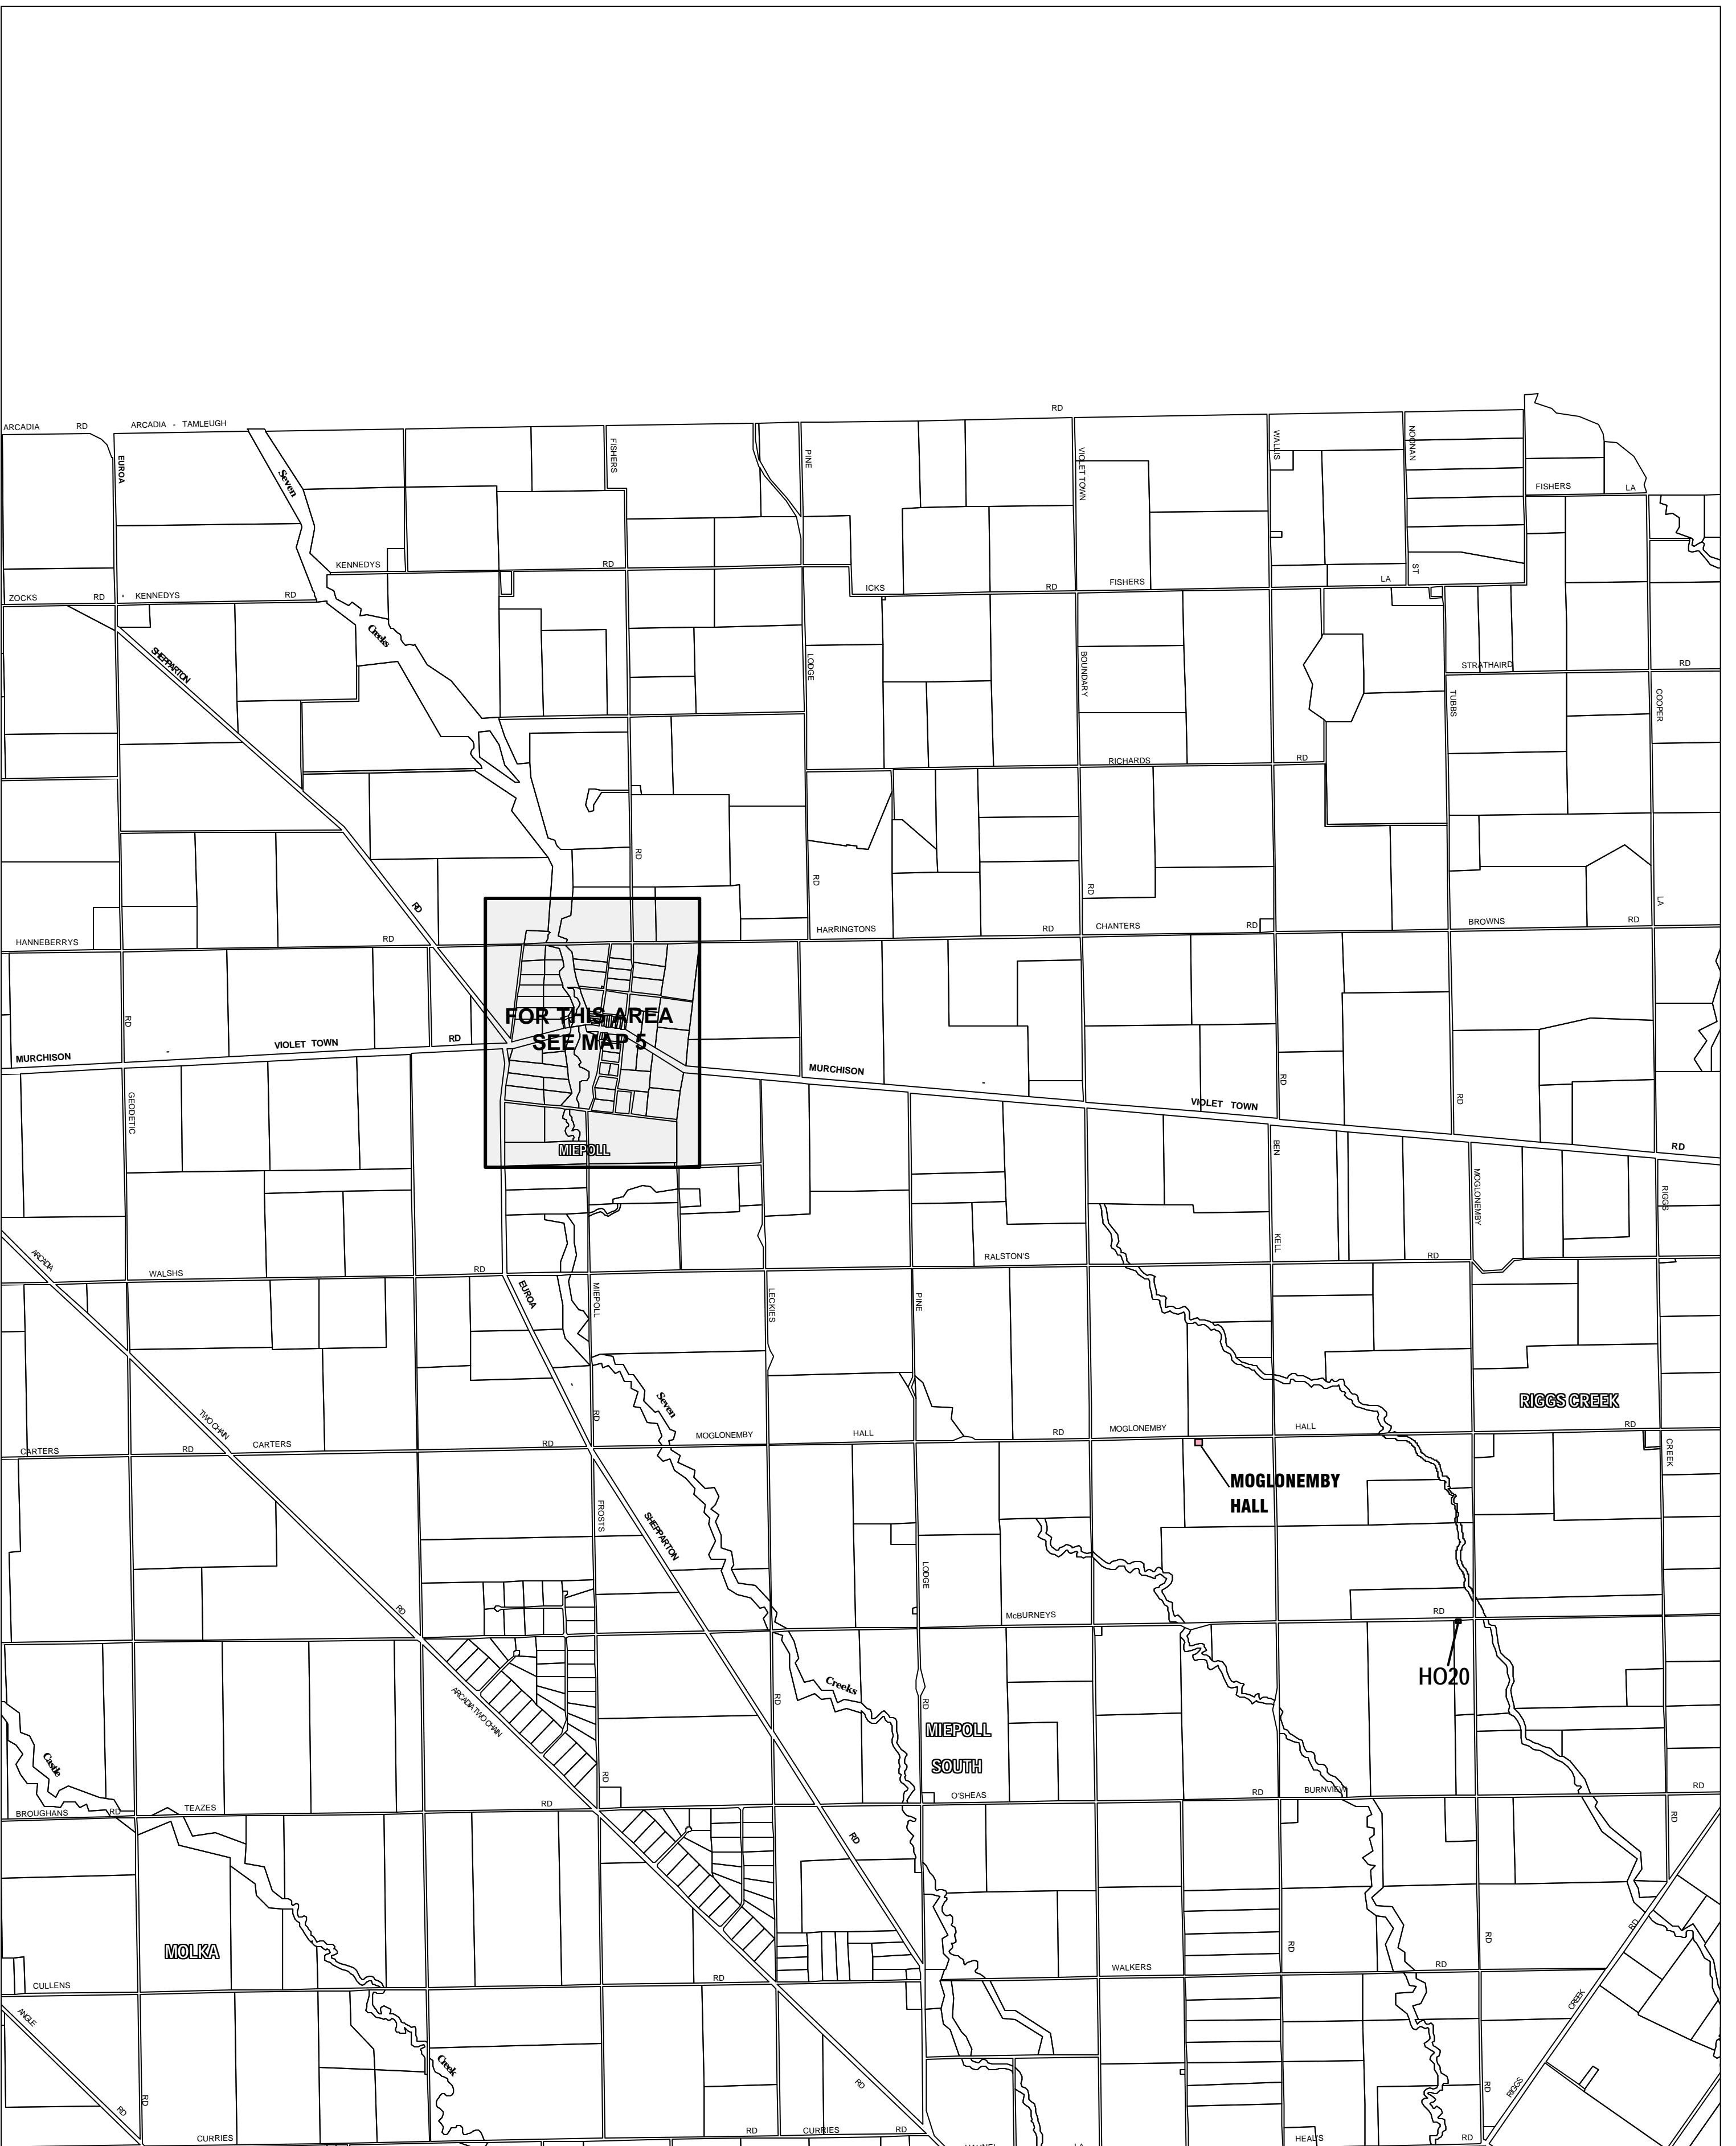 RD
ARCADIA RD ARCADIA - TAMLEUGH
EUROA
Seven
FISHERS
PINE
VIOLET TOWN
WALLIS
NOONAN
FISHERS LA
KENNEDYS RD
ICKS RD
FISHERS
LA
ST
ZOCKS RD
KENNEDYS RD
Creeks
SHEPPARTON
LODGE
BOUNDARY
STRATHAIRD RD
TUBBS
COOPER
RICHARDS RD
RD
RD
RD
LA
RD
HANNEBERRYS RD
HARRINGTONS RD
CHANTERS RD
BROWNS RD
FOR THIS AREA
SEE MAP 5
MIEPOLL
RD
MURCHISON - VIOLET TOWN RD
MURCHISON - VIOLET TOWN RD
RD
RD
GEODETIC
BEN
KELL
MOGLONEMBY
RIGGS
ARCADIA
WALSHS RD
RALSTON'S RD
EUROA
MIEPOLL
LECKIES
PINE
RIGGS CREEK
TWO CHAIN
RD
Seven
CARTERS RD
CARTERS RD
MOGLONEMBY HALL RD
MOGLONEMBY HALL RD
CREEK
MOGLONEMBY
HALL
FROSTS
SHEPPARTON
LODGE
RD
McBURNEYS RD
HO20
ARCADIA TWO CHAIN
Creeks
RD
RD
MIEPOLL
SOUTH
Castle
RD
BROUGHANS RD
TEAZES RD
O'SHEAS RD
BURNVIEW RD
RD
RD
MOLKA
RD
RD
RD
CULLENS RD
WALKERS RD
ANGLE
CREEK
Creek
RD
RD
RD
RD
RIGGS
CURRIES RD
CURRIES RD
HEAL'S RD